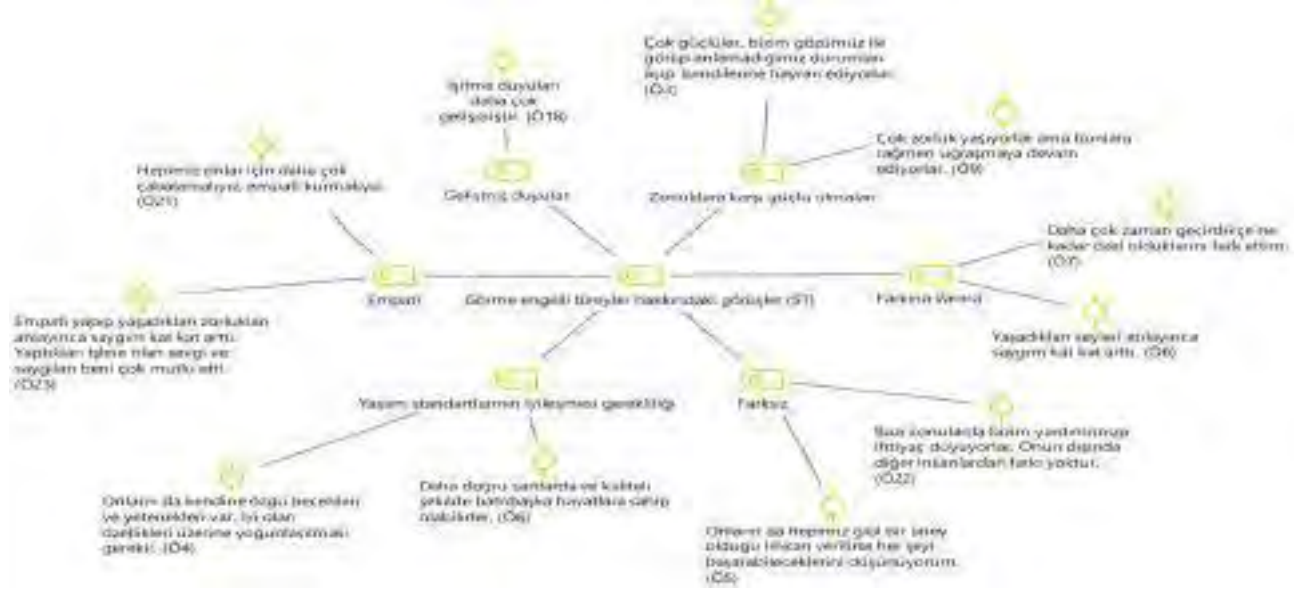 Çok güçlüler, bizim gözümüz ile
görüp anlamadığımız durumları
aşıp kendilerine hayran ediyorlar.
İşitme duyuları
daha çok
gelişmiştir. (Ö18)
Çok zorluk yaşıyorlar ama bunlara
rağmen uğraşmaya devam
ediyorlar. (Ö9)
Hepimiz onlar için daha çok
çabalamalıyız, empati kurmalıyız.
(Ö21)
Gelişmiş duyular
Zorluklara karşı güçlü olmaları
Daha çok zaman geçirdikçe ne
kadar özel olduklarını fark ettim.
Empati
Görme engelli bireyler hakkındaki görüşler (S1)
Farkına varma
Empati yapıp yaşadıkları zorlukları
anlayınca saygım kat kat arttı.
Yaptıkları işlere olan sevgi ve
saygıları beni çok mutlu etti.
(Ö23)
Yaşadıkları şeyleri anlayınca
saygım kat kat arttı. (Ö8)
Yaşam standartlarının iyileşmesi gerekliliği
Farksız
Bazı konularda bizim yardımımıza
ihtiyaç duyuyorlar. Onun dışında
diğer insanlardan farkı yoktur.
(Ö22)
Onların da kendine özgü becerileri
ve yetenekleri var. İyi olan
özellikleri üzerine yoğunlaşması
gerekli. (Ö4)
Daha doğru şartlarda ve kaliteli
şekilde bambaşka hayatlara sahip
olabilirler. (Ö6)
Onların da hepimiz gibi bir birey
olduğu imkan verilirse her şeyi
başarabileceklerini düşünüyorum.
(Ö5)